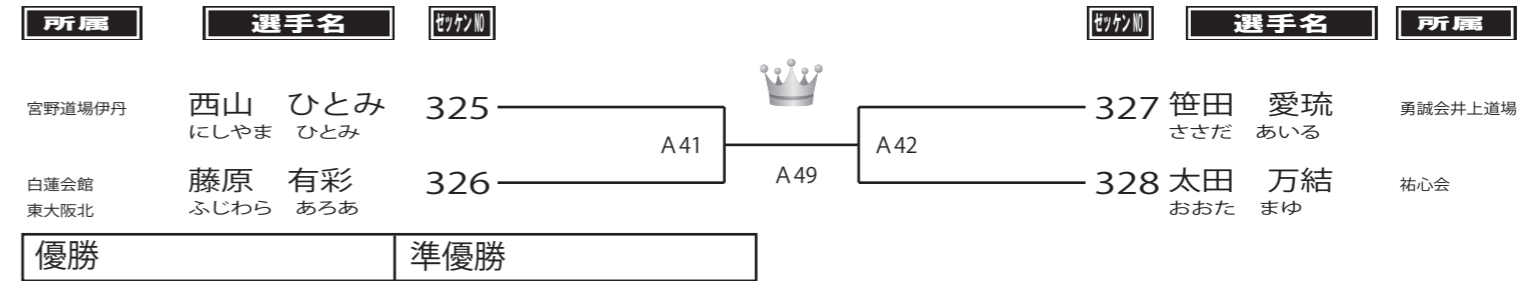 所属 選手名 ゼッケンNO ゼッケンNO 選手名 所属
宮野道場伊丹 西山 ひとみ 325 327 笹田 愛琉 勇誠会井上道場
にしやま ひとみ ささだ あいる
A41 A42
A49
白蓮会館 藤原 有彩 326 328 太田 万結 祐心会
東大阪北 ふじわら あろあ おおた まゆ
優勝 準優勝